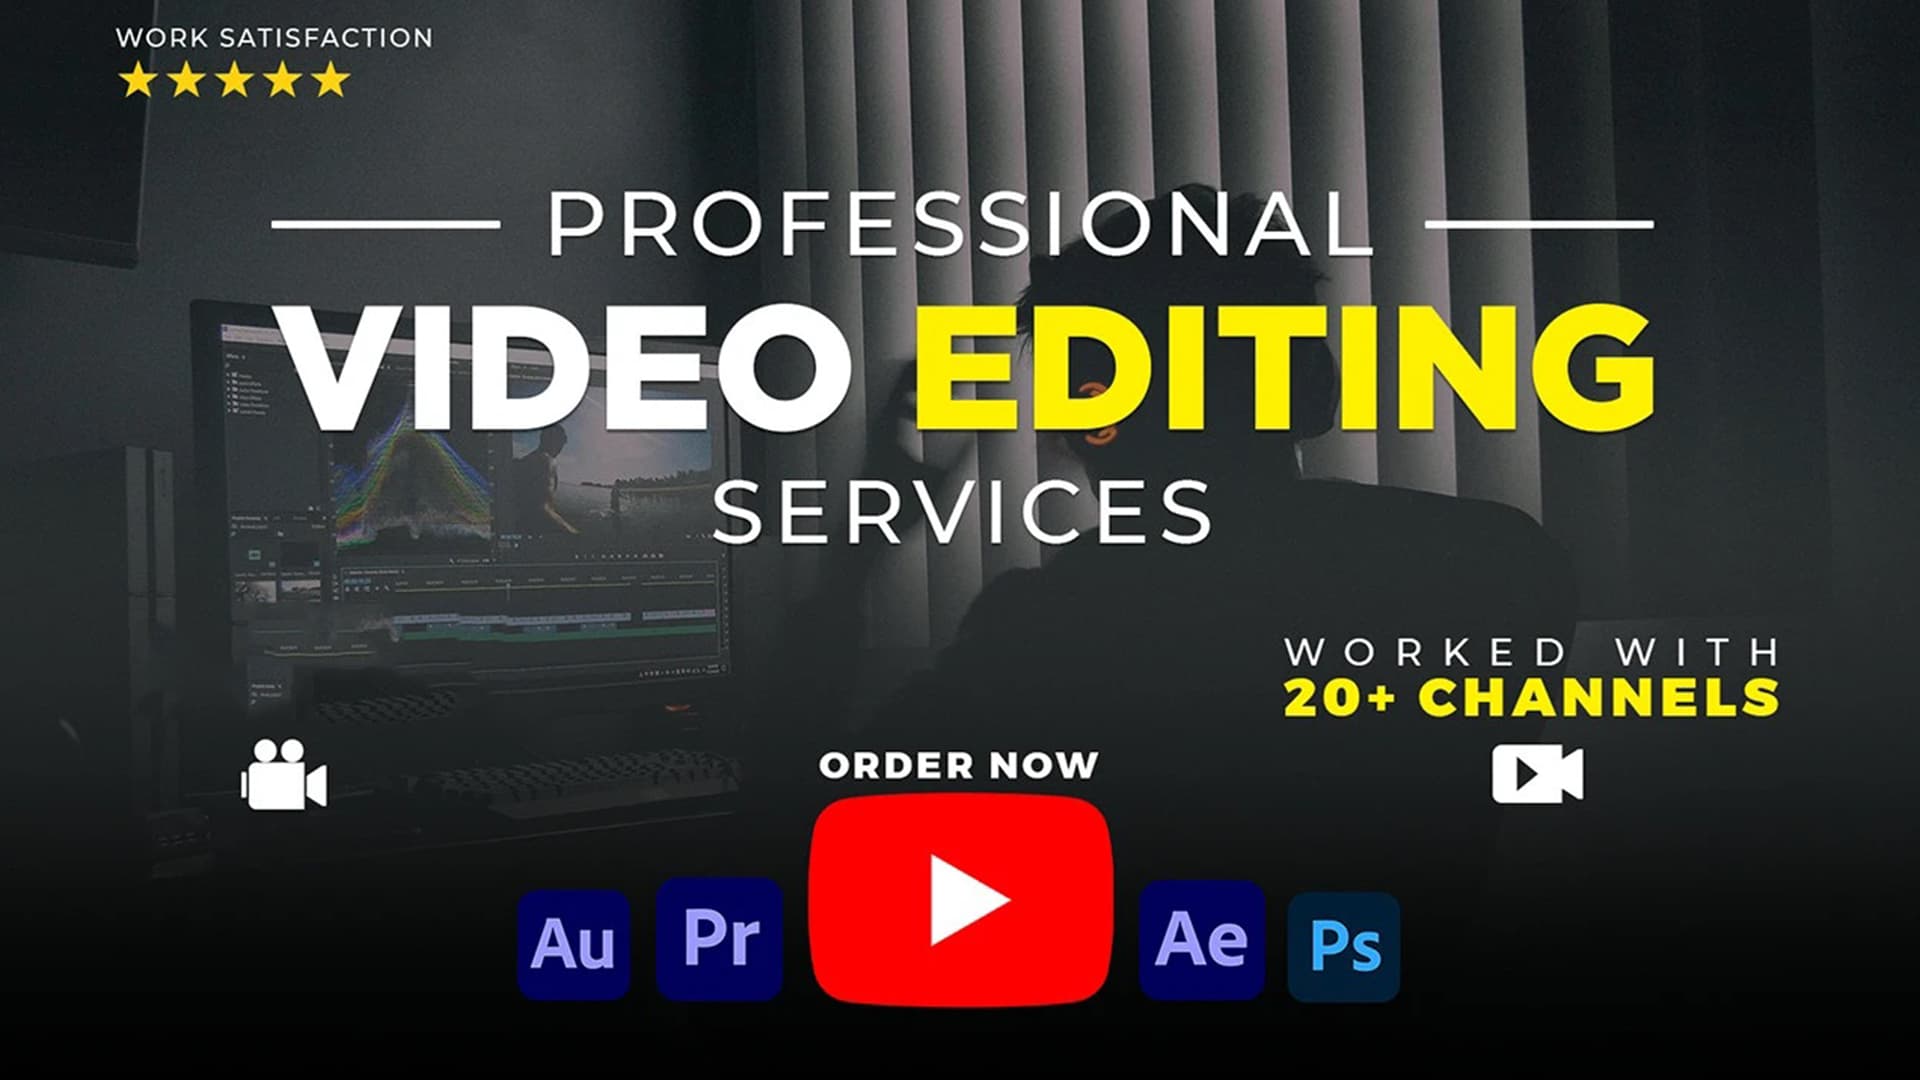 WORK SATISFACTION
PROFESSIONAL
VIDEO EDITING
SERVICES
WORKED WITH
20+ CHANNELS
ORDER NOW
Au
Pr
Ae
Ps